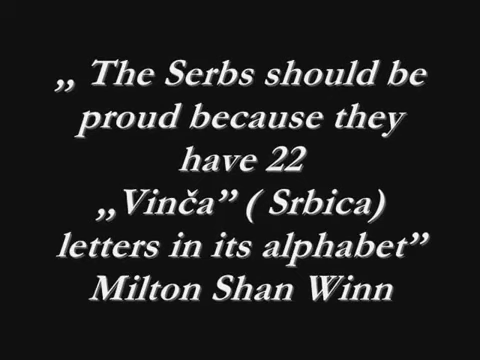 ,, The Serbs should be
proud because they
have 22
,,Vinča” ( Srbica)
letters in its alphabet”
Milton Shan Winn